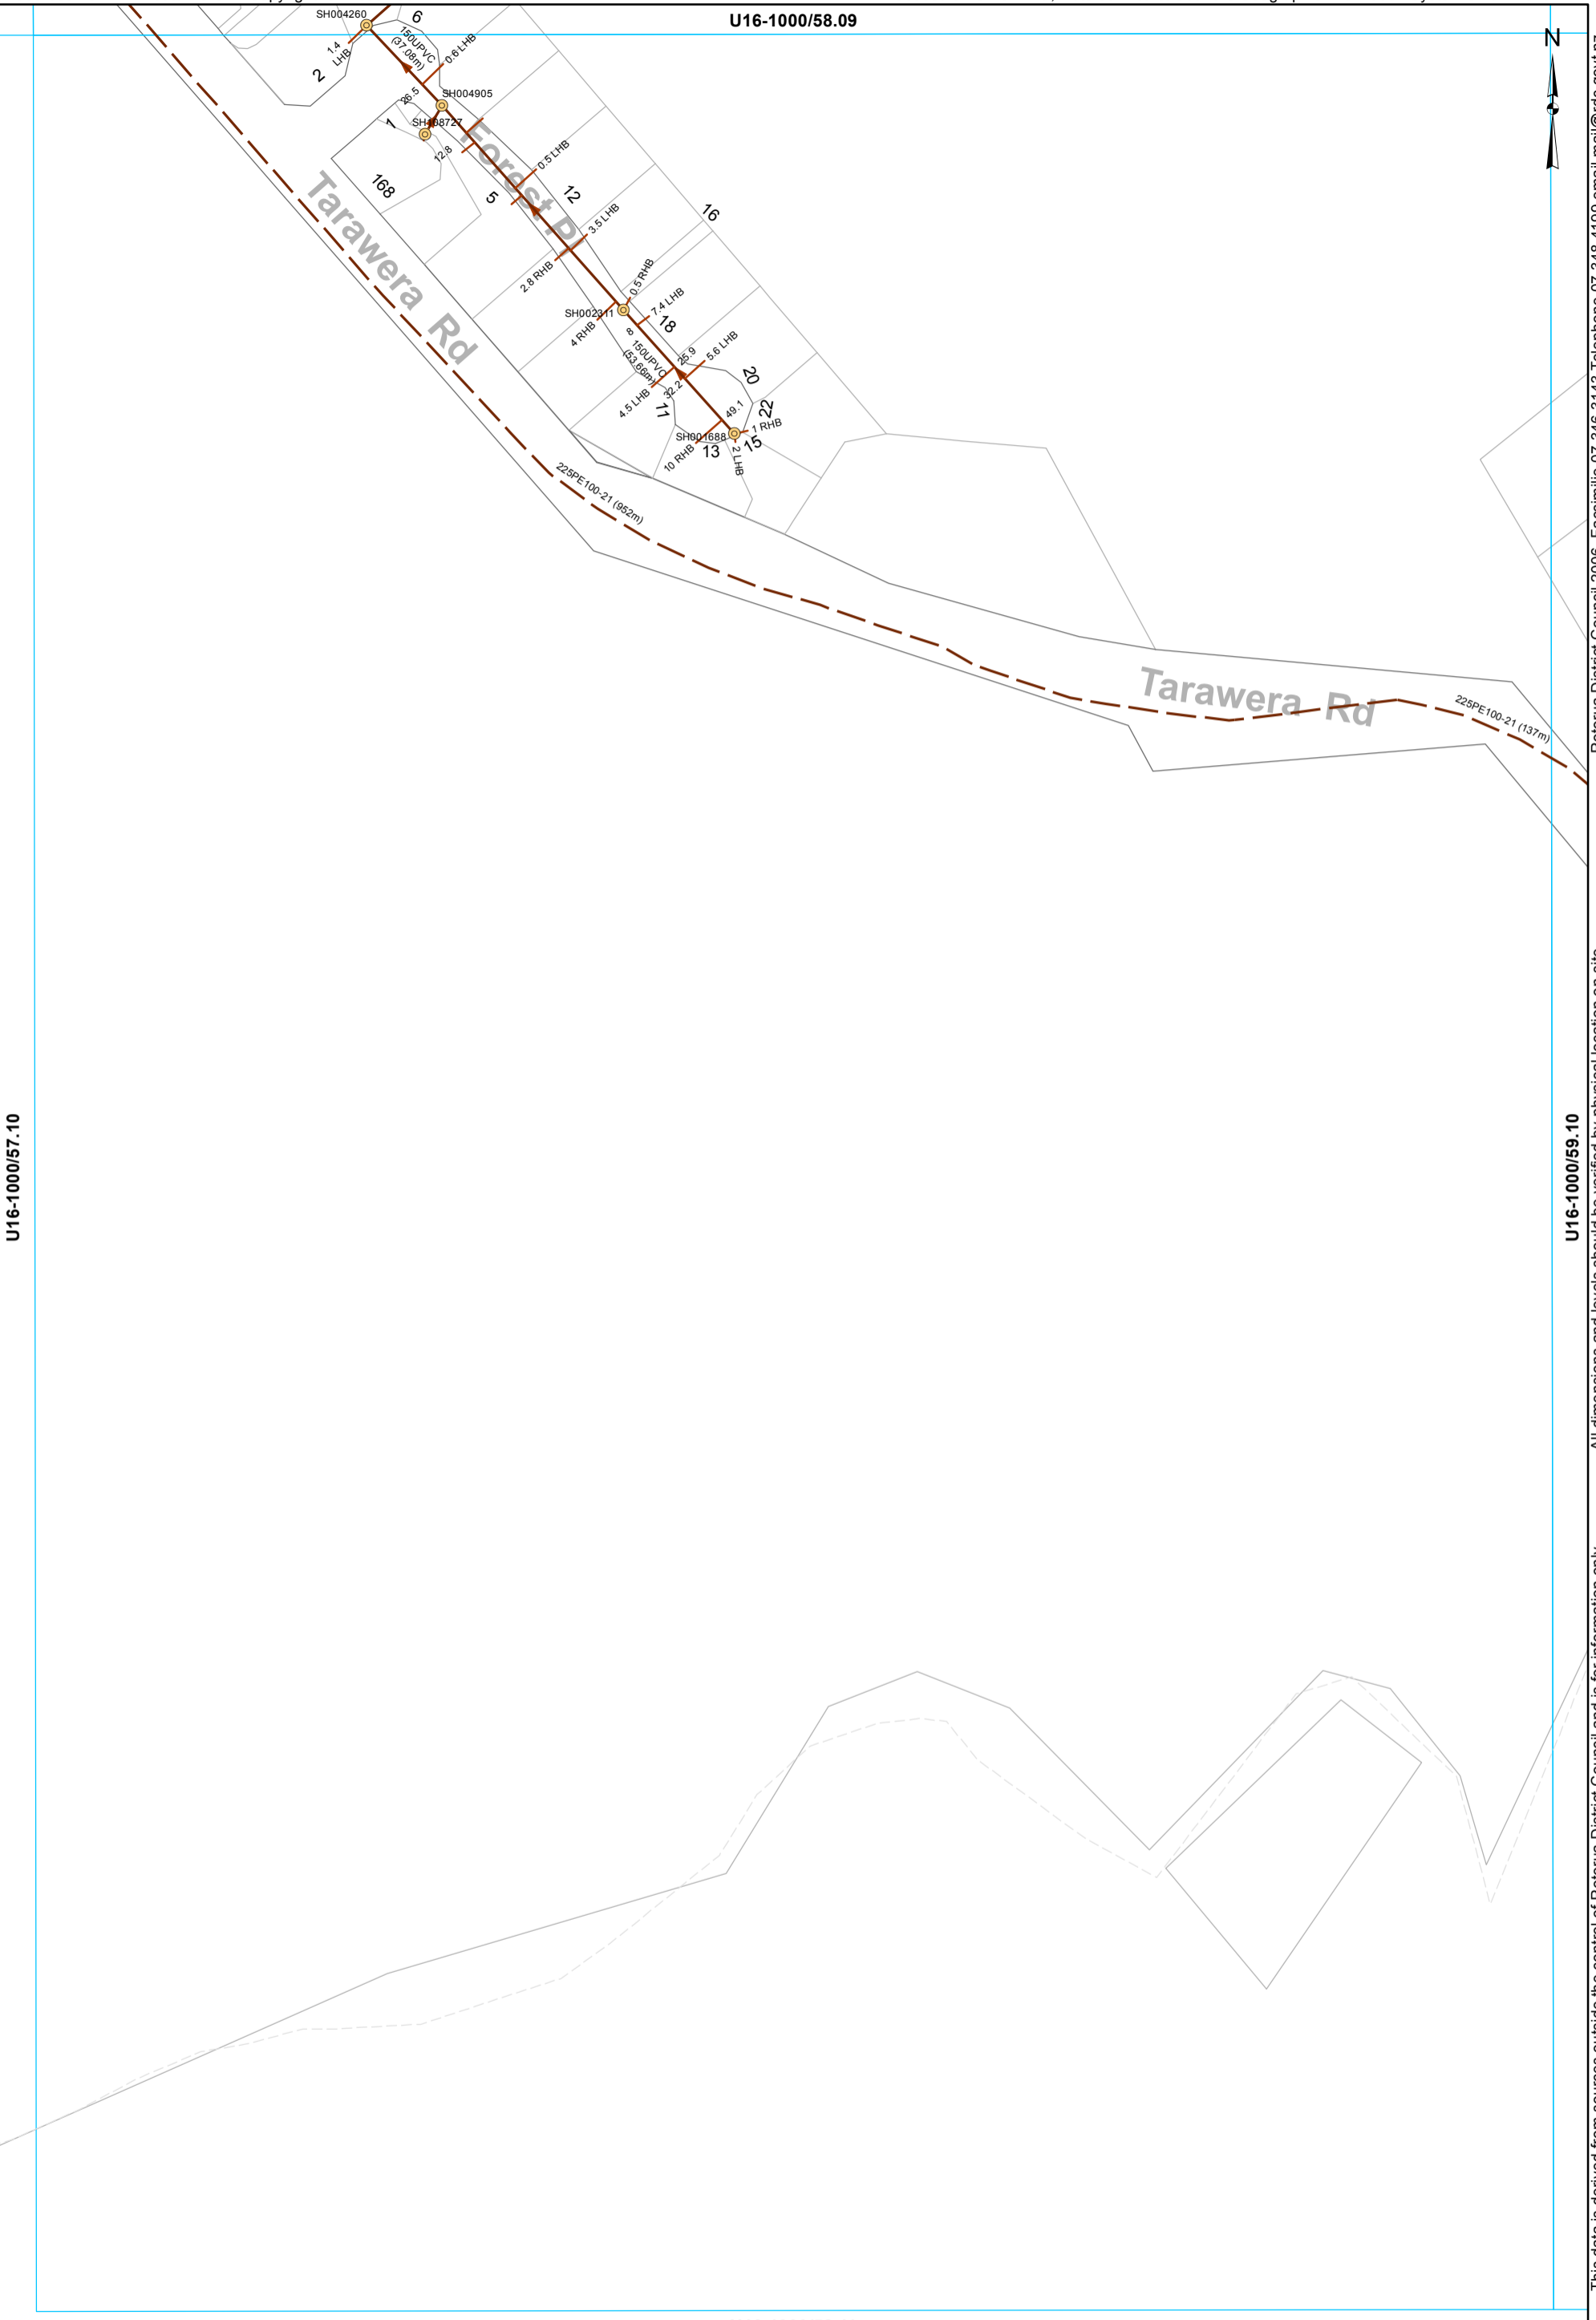 U16-1000/58.09
N
SH004260
6
150UPVC
(37.08m)
0.6 LHB
1.4
LHB
2
26.5
SH004905
1
SH408727
12.8
Forest Pl
0.5 LHB
168
5
12
16
3.5 LHB
Tarawera Rd
2.8 RHB
0.5 RHB
SH002311
7.4 LHB
4 RHB
8
18
150UPVC
(53.66m)
25.9
5.6 LHB
32.2
20
4.5 LHB
11
49.1
22
SH001688
1 RHB
15
13
10 RHB
2 LHB
225PE100-21 (952m)
Tarawera Rd
225PE100-21 (137m)
U16-1000/57.10
U16-1000/59.10